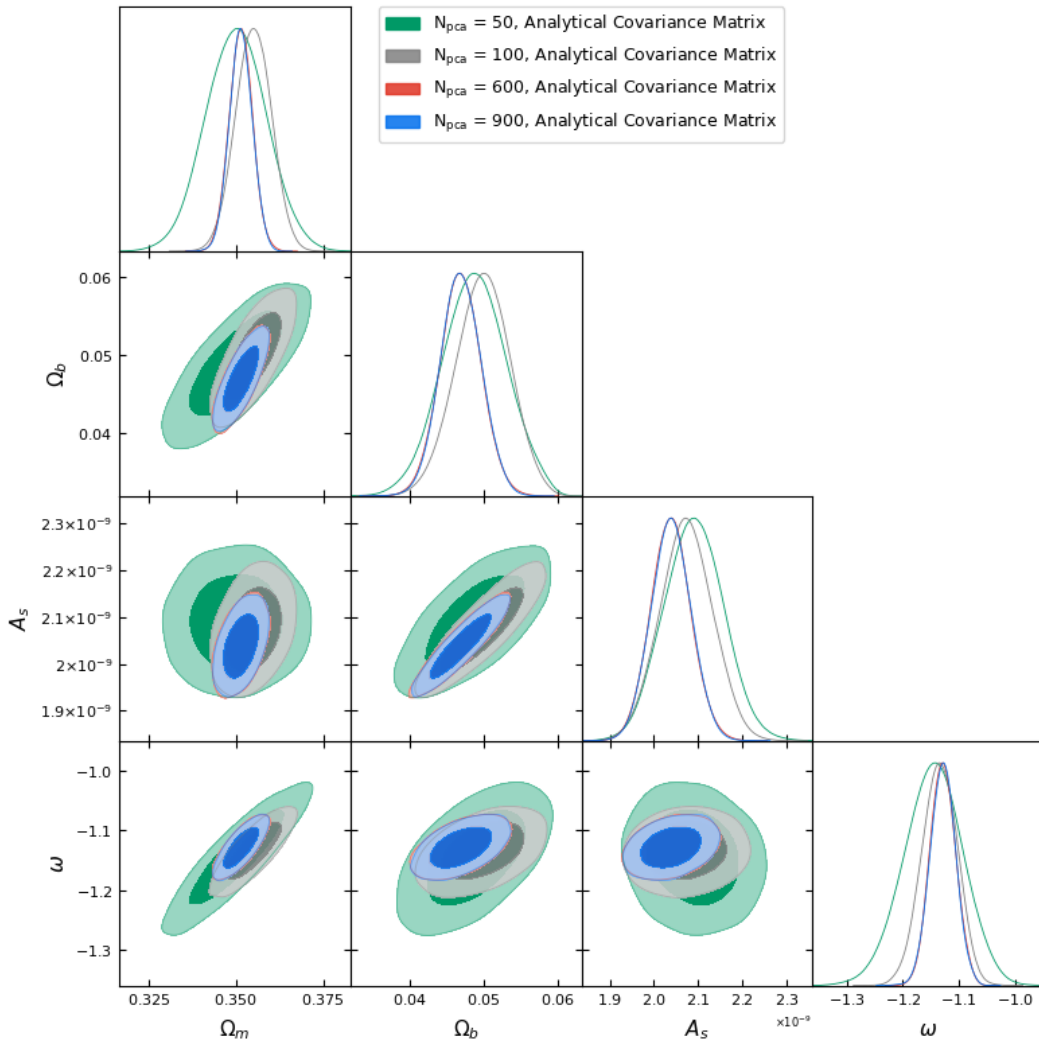 N_pca = 50, Analytical Covariance Matrix
N_pca = 100, Analytical Covariance Matrix
N_pca = 600, Analytical Covariance Matrix
N_pca = 900, Analytical Covariance Matrix
0.06
0.05
0.04
Ω_b
2.3×10⁻⁹
2.2×10⁻⁹
2.1×10⁻⁹
2×10⁻⁹
1.9×10⁻⁹
A_s
−1.0
−1.1
−1.2
−1.3
ω
0.325 0.350 0.375
0.04 0.05 0.06
1.9 2.0 2.1 2.2 2.3
×10⁻⁹
−1.3 −1.2 −1.1 −1.0
Ω_m Ω_b A_s ω